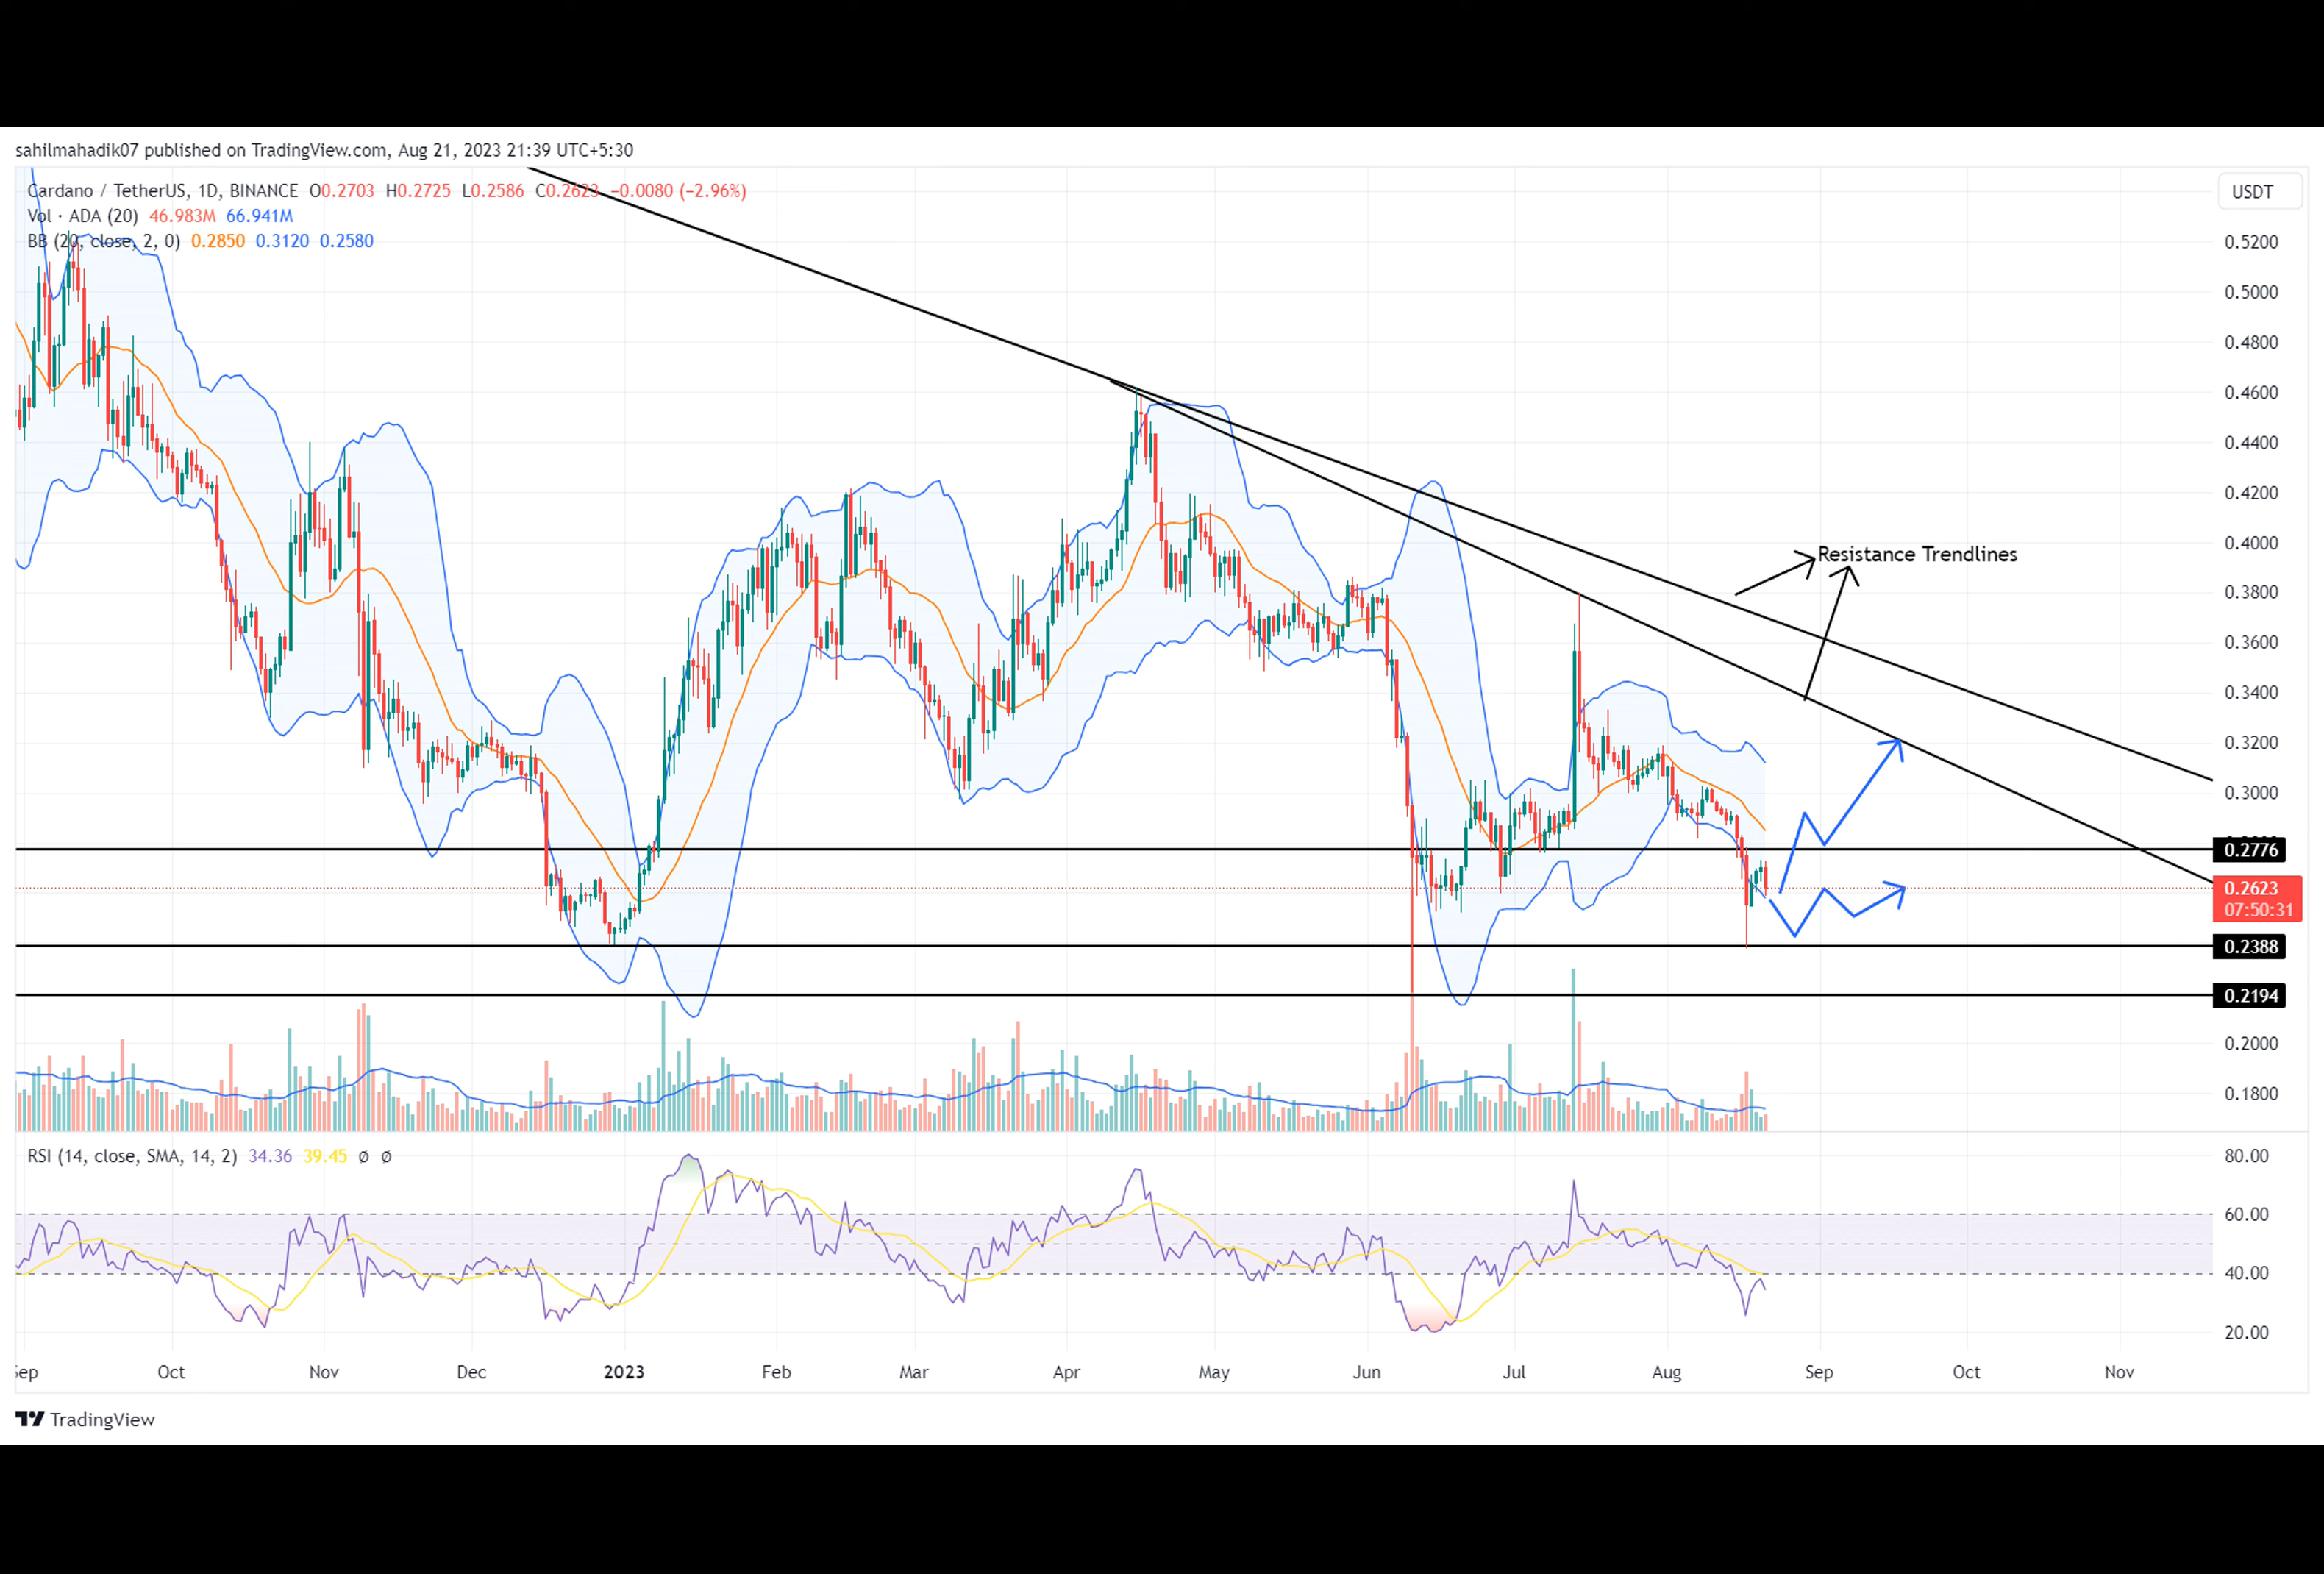 sahilmahadik07 published on TradingView.com, Aug 21, 2023 21:39 UTC+5:30
Cardano / TetherUS, 1D, BINANCE O0.2703 H0.2725 L0.2586 C0.2623 −0.0080 (−2.96%)
USDT
Vol · ADA (20) 46.983M 66.941M
BB (20, close, 2, 0) 0.2850 0.3120 0.2580
0.5200
0.5000
0.4800
0.4600
0.4400
0.4200
0.4000
Resistance Trendlines
0.3800
0.3600
0.3400
0.3200
0.3000
0.2776
0.2623
07:50:31
0.2388
0.2194
0.2000
0.1800
RSI (14, close, SMA, 14, 2) 34.36 39.45 ø ø
80.00
60.00
40.00
20.00
Sep Oct Nov Dec 2023 Feb Mar Apr May Jun Jul Aug Sep Oct Nov
TradingView